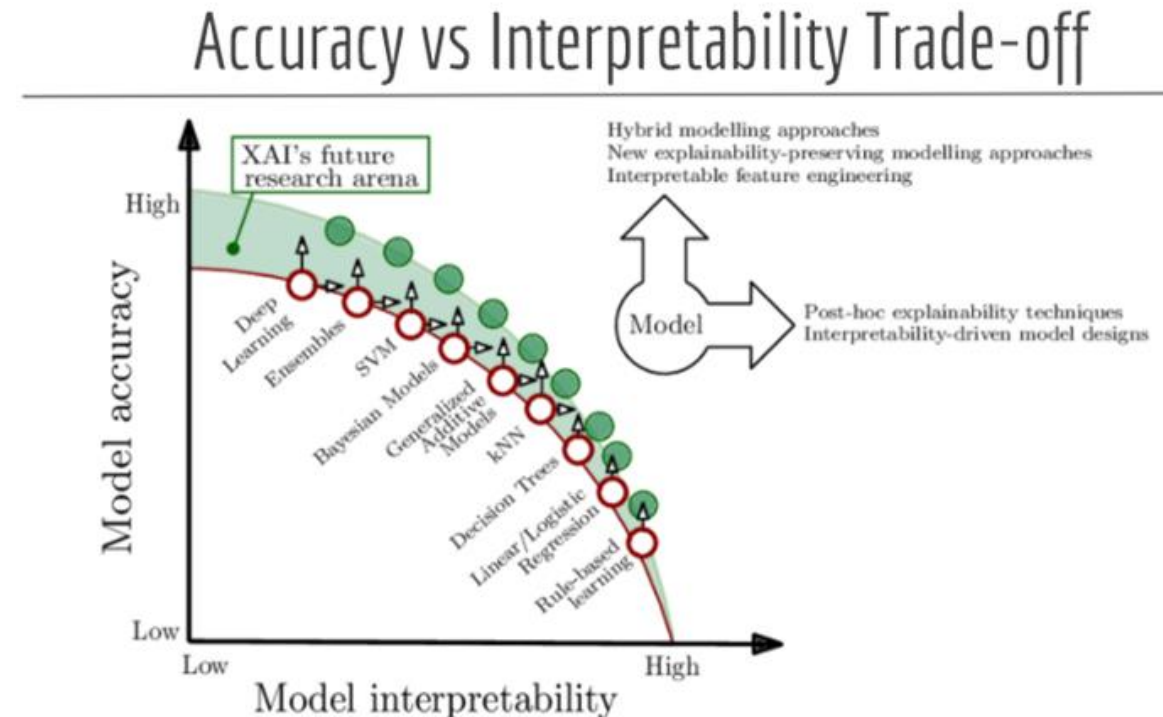 Accuracy vs Interpretability Trade-off
XAI's future
research arena
High
Model accuracy
Low
Low
High
Model interpretability
Deep
Learning
Ensembles
SVM
Bayesian Models
Generalized
Additive
Models
kNN
Decision Trees
Linear/Logistic
Regression
Rule-based
learning
Hybrid modelling approaches
New explainability-preserving modelling approaches
Interpretable feature engineering
Model
Post-hoc explainability techniques
Interpretability-driven model designs